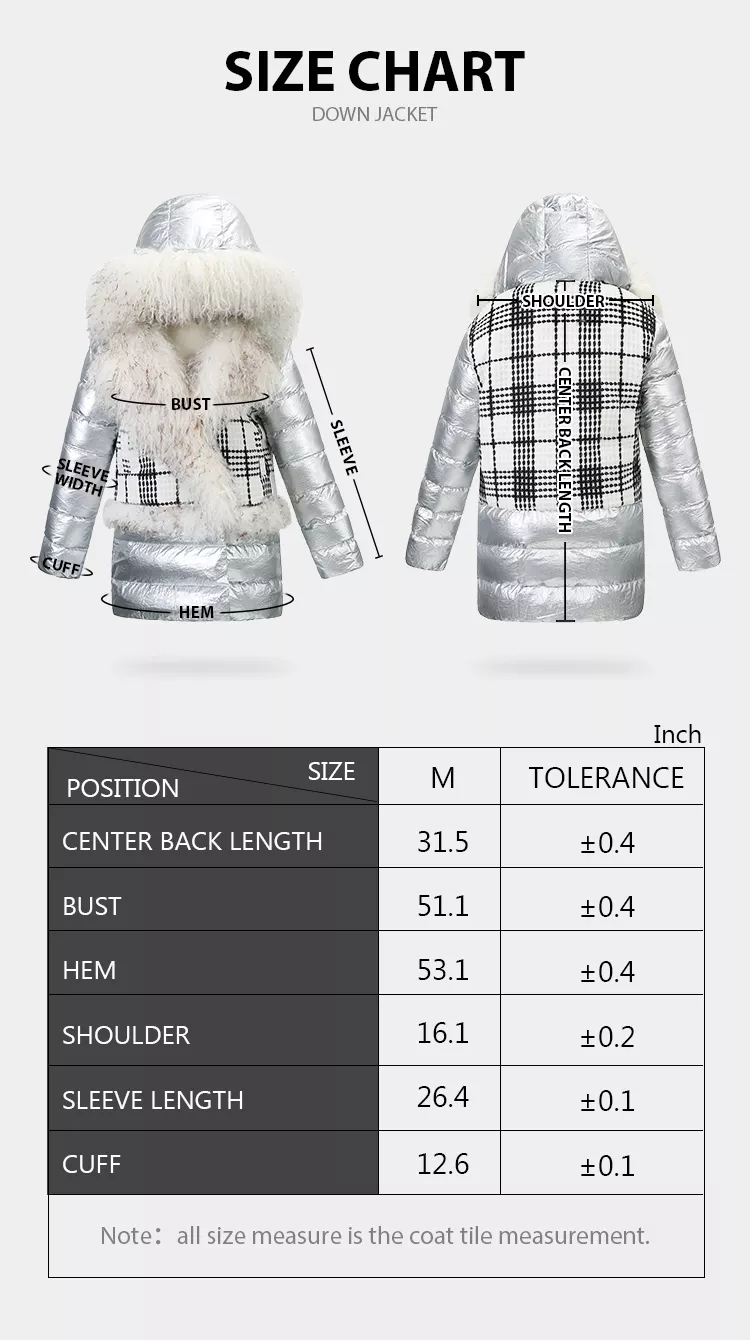 SIZE CHART
DOWN JACKET
BUST
SLEEVE
SLEEVE
WIDTH
CUFF
HEM
SHOULDER
CENTER BACK LENGTH
Inch
POSITION SIZE M TOLERANCE
CENTER BACK LENGTH 31.5 ±0.4
BUST 51.1 ±0.4
HEM 53.1 ±0.4
SHOULDER 16.1 ±0.2
SLEEVE LENGTH 26.4 ±0.1
CUFF 12.6 ±0.1
Note：all size measure is the coat tile measurement.